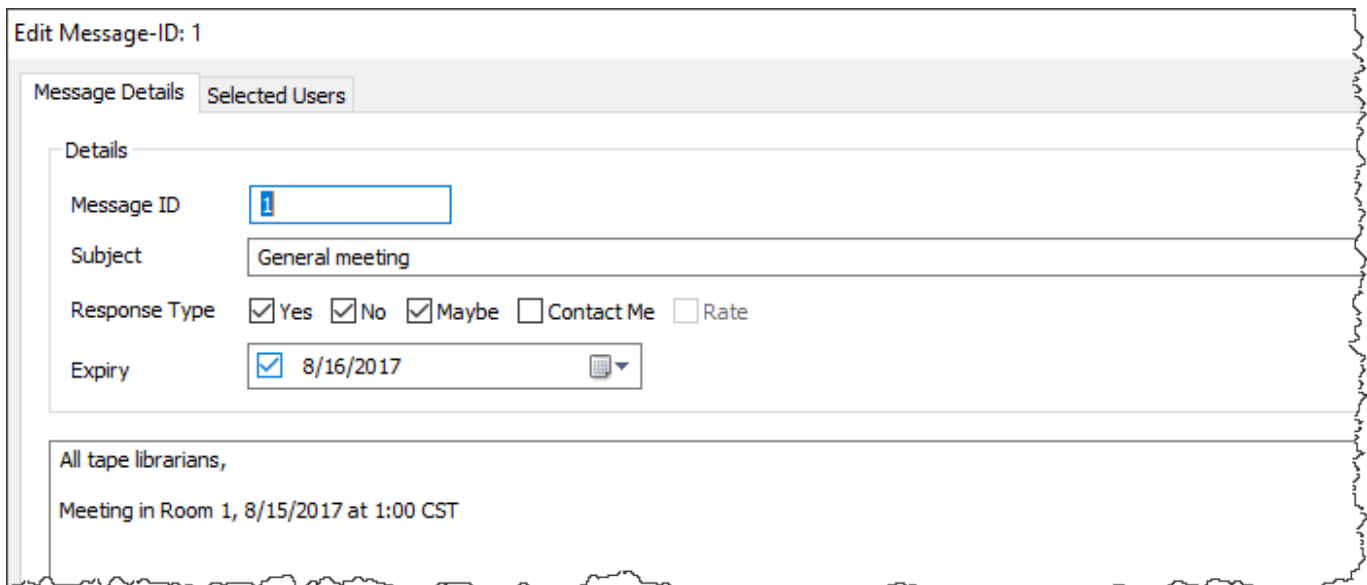 Edit Message-ID: 1
Message Details Selected Users
Details
Message ID 1
Subject General meeting
Response Type Yes No Maybe Contact Me Rate
Expiry 8/16/2017
All tape librarians,
Meeting in Room 1, 8/15/2017 at 1:00 CST